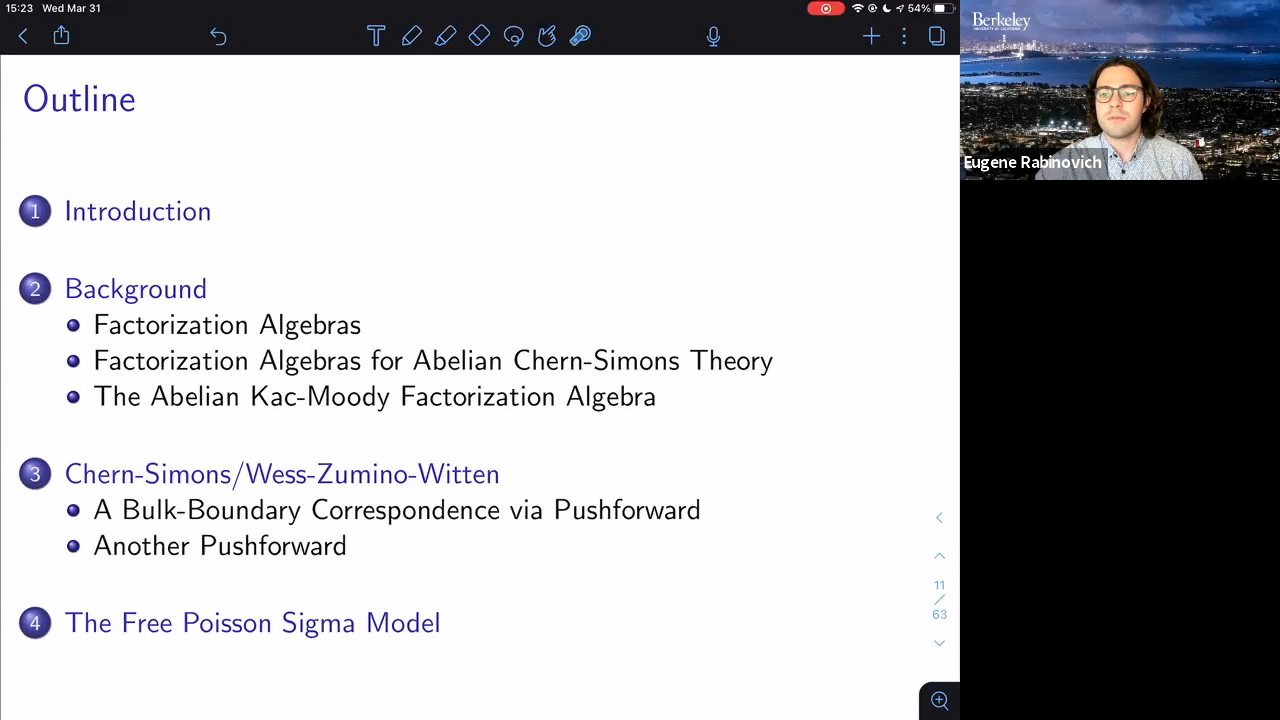 15:23 Wed Mar 31
54%
T
Outline
1 Introduction
2 Background
Factorization Algebras
Factorization Algebras for Abelian Chern-Simons Theory
The Abelian Kac-Moody Factorization Algebra
3 Chern-Simons/Wess-Zumino-Witten
A Bulk-Boundary Correspondence via Pushforward
Another Pushforward
4 The Free Poisson Sigma Model
11
/
63
Berkeley
UNIVERSITY OF CALIFORNIA
Eugene Rabinovich